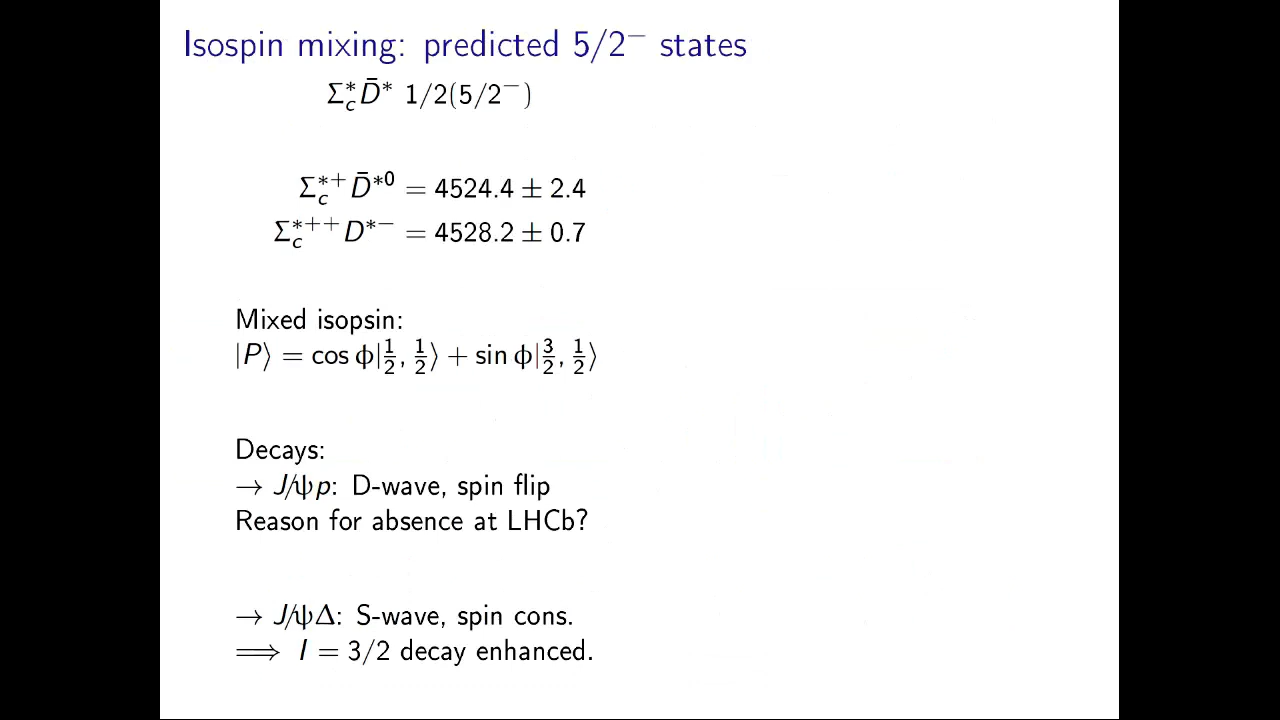 Isospin mixing: predicted 5/2⁻ states
Σ*_c D̄* 1/2(5/2⁻)
Σ_c*⁺ D̄*⁰ = 4524.4 ± 2.4
Σ_c*⁺⁺ D*⁻ = 4528.2 ± 0.7
Mixed isopsin:
|P⟩ = cos ϕ|1/2, 1/2⟩ + sin ϕ|3/2, 1/2⟩
Decays:
→ J/ψp: D-wave, spin flip
Reason for absence at LHCb?
→ J/ψΔ: S-wave, spin cons.
⟹ I = 3/2 decay enhanced.